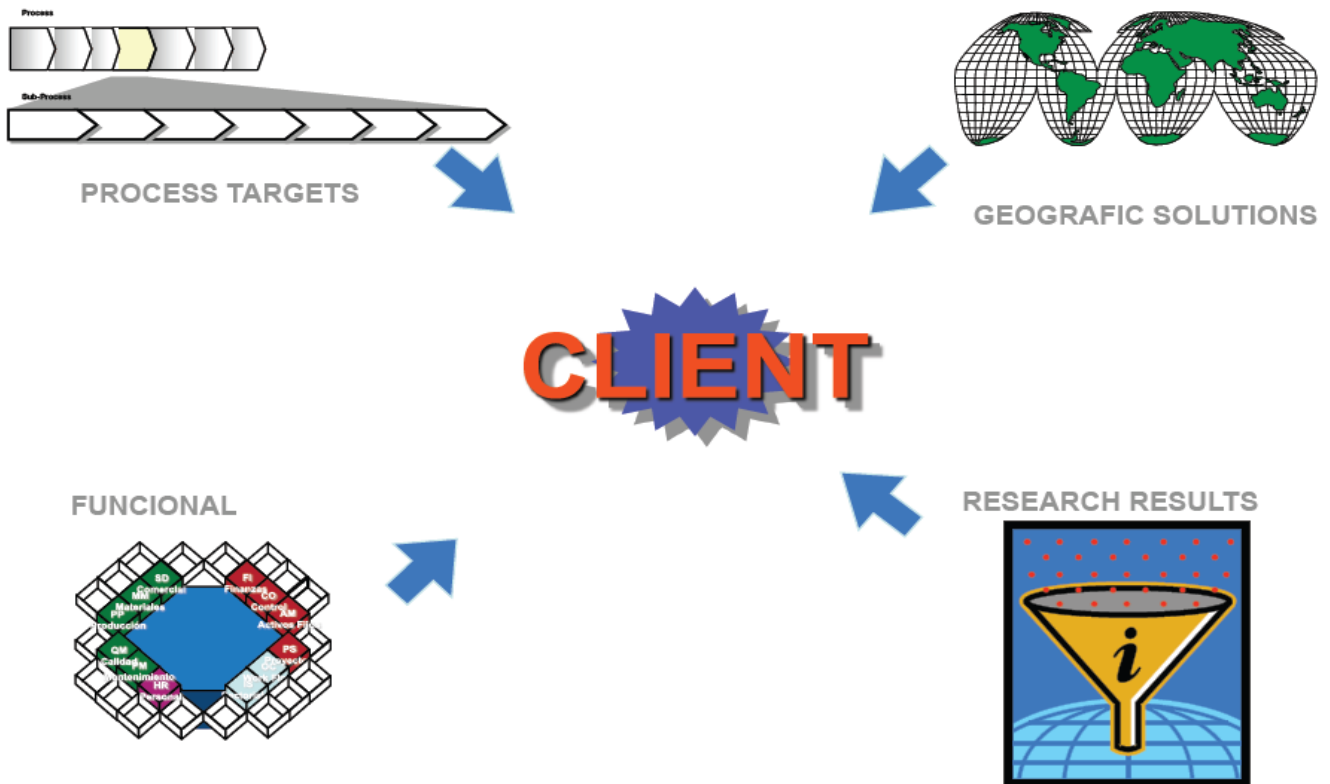 Process
Sub-Process
PROCESS TARGETS
GEOGRAFIC SOLUTIONS
CLIENT
FUNCIONAL
RESEARCH RESULTS
SD
Comercial
MM
Materiales
PP
Producción
FI
Finanzas
CO
Control
AM
Activos
QM
Calidad
PM
Mantenimiento
HR
Personal
PS
IS
i